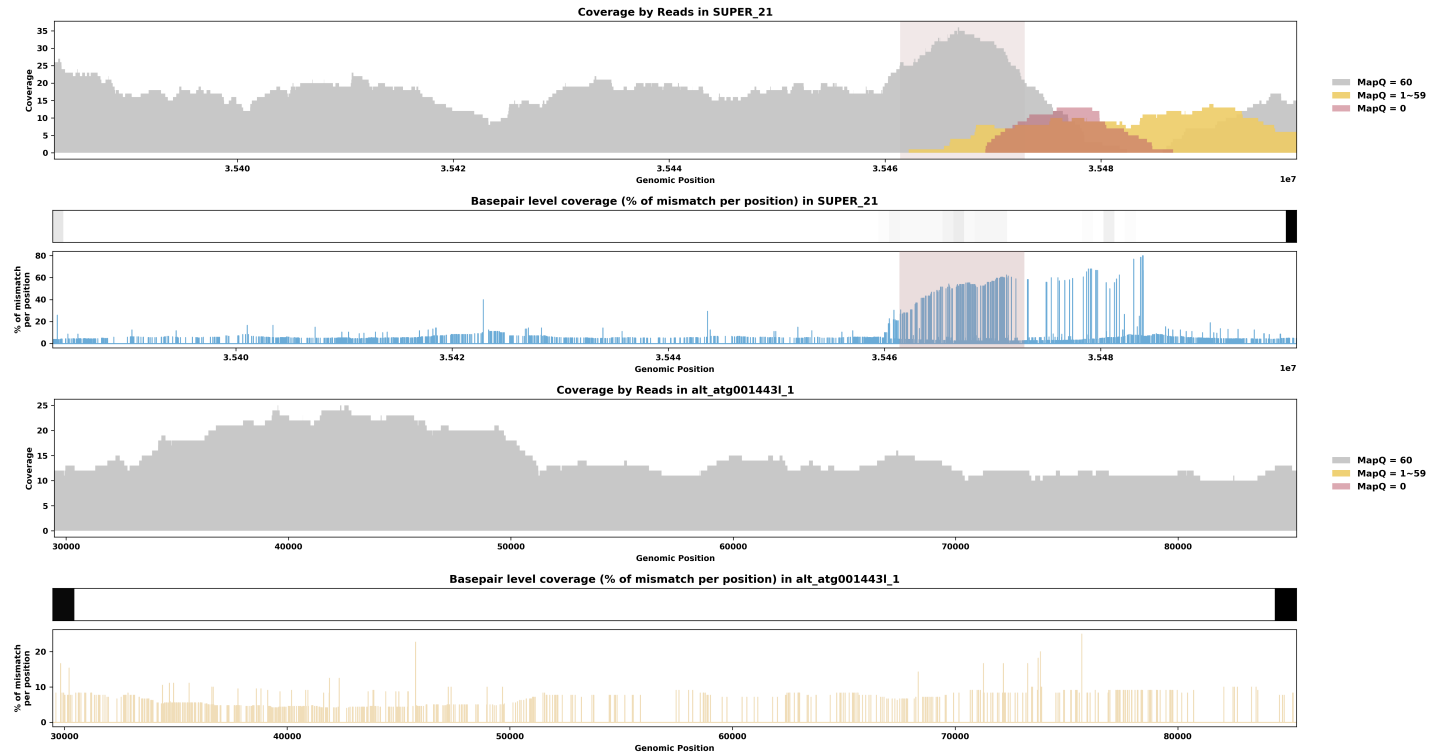 Coverage by Reads in SUPER_21
35
30
25
20
15
10
5
0
Coverage
3.540
3.542
3.544
3.546
3.548
1e7
Genomic Position
MapQ = 60
MapQ = 1~59
MapQ = 0
Basepair level coverage (% of mismatch per position) in SUPER_21
80
60
40
20
0
% of mismatch
per position
3.540
3.542
3.544
3.546
3.548
1e7
Genomic Position
Coverage by Reads in alt_atg001443l_1
25
20
15
10
5
0
Coverage
30000
40000
50000
60000
70000
80000
Genomic Position
MapQ = 60
MapQ = 1~59
MapQ = 0
Basepair level coverage (% of mismatch per position) in alt_atg001443l_1
20
10
0
% of mismatch
per position
30000
40000
50000
60000
70000
80000
Genomic Position